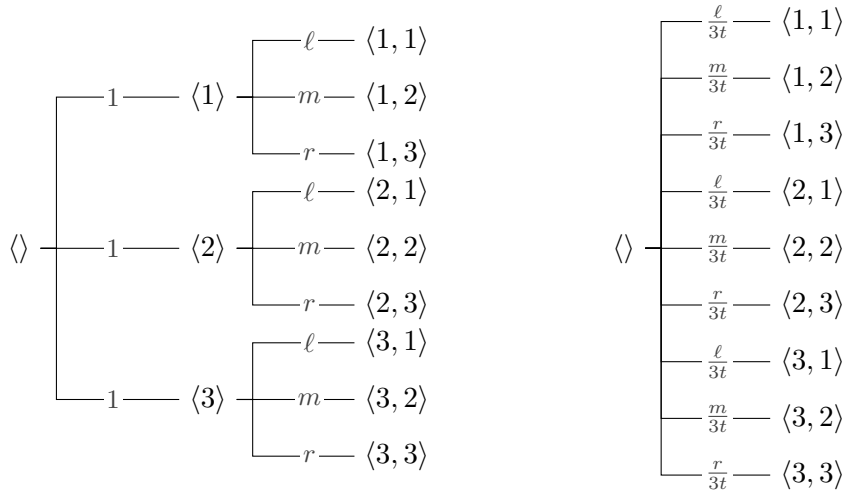 ⟨⟩
1
⟨1⟩
ℓ
⟨1, 1⟩
m
⟨1, 2⟩
r
⟨1, 3⟩
1
⟨2⟩
ℓ
⟨2, 1⟩
m
⟨2, 2⟩
r
⟨2, 3⟩
1
⟨3⟩
ℓ
⟨3, 1⟩
m
⟨3, 2⟩
r
⟨3, 3⟩
⟨⟩
ℓ/3t
⟨1, 1⟩
m/3t
⟨1, 2⟩
r/3t
⟨1, 3⟩
ℓ/3t
⟨2, 1⟩
m/3t
⟨2, 2⟩
r/3t
⟨2, 3⟩
ℓ/3t
⟨3, 1⟩
m/3t
⟨3, 2⟩
r/3t
⟨3, 3⟩